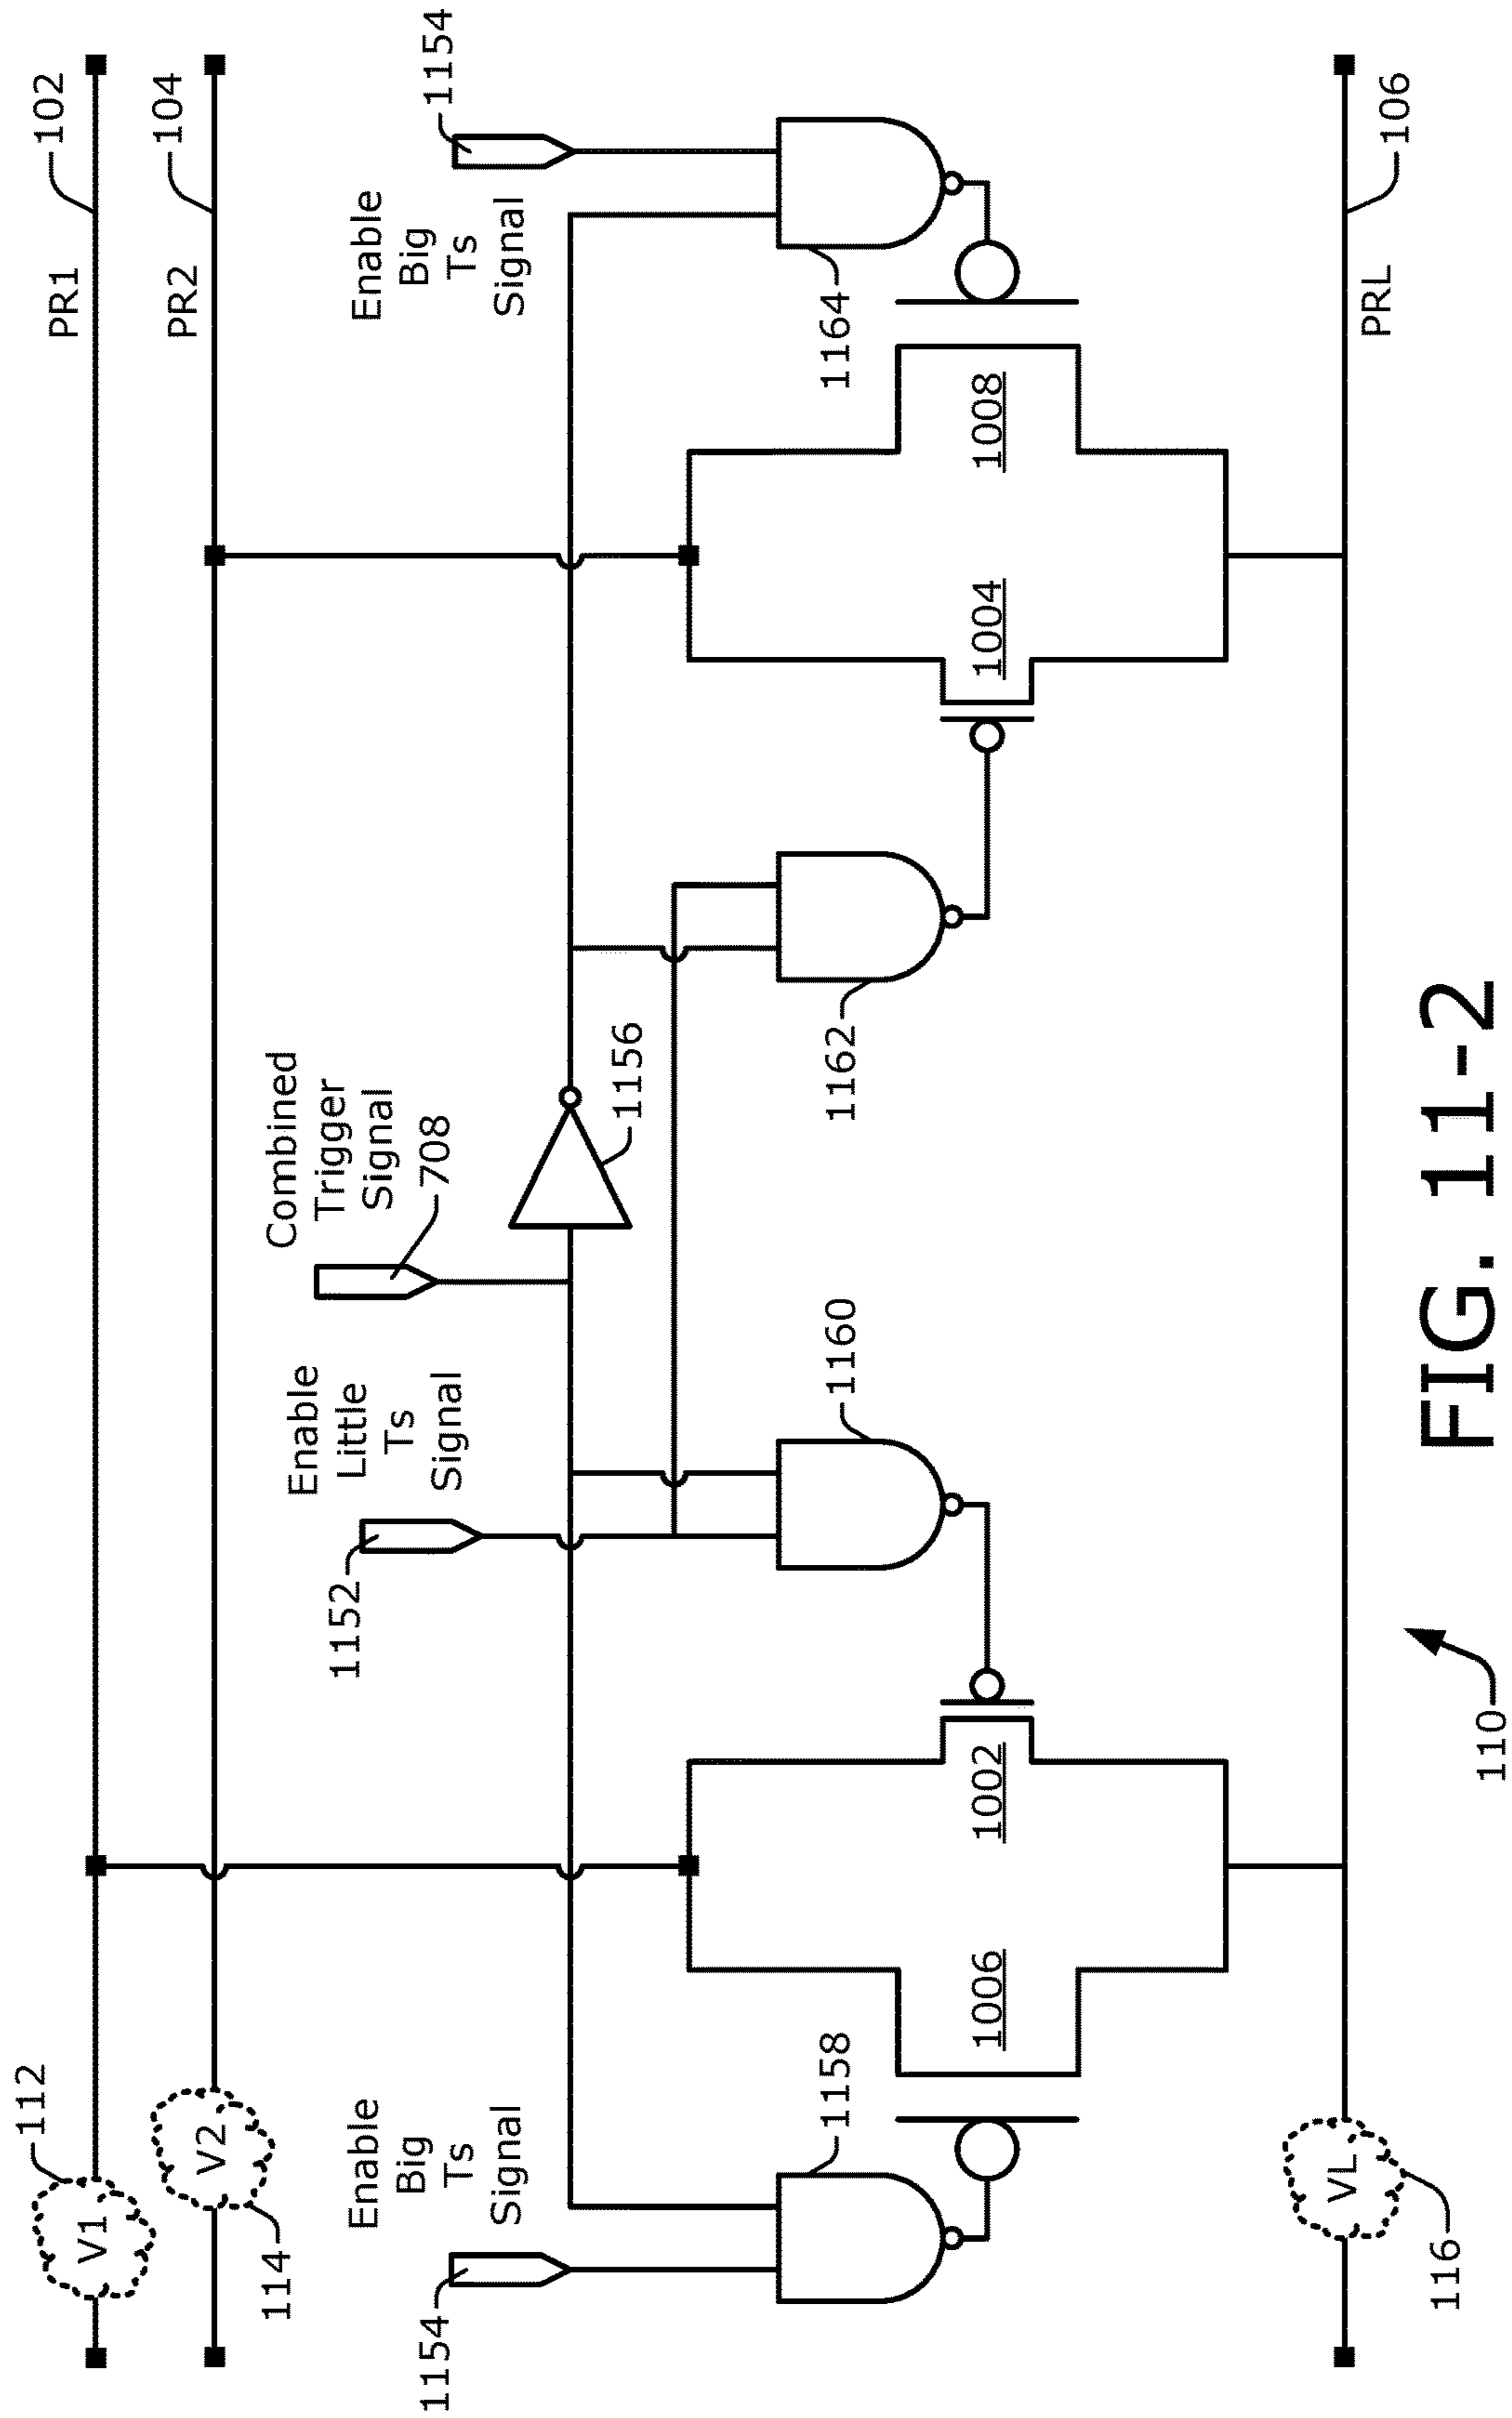 112
V1
PR1
102
114
V2
PR2
104
1154
Enable
Big
Ts
Signal
1152
Enable
Little
Ts
Signal
Combined
Trigger
Signal
708
1156
Enable
Big
Ts
Signal
1154
1158
1160
1162
1164
1006
1002
1004
1008
116
VL
PRL
106
110
FIG. 11-2